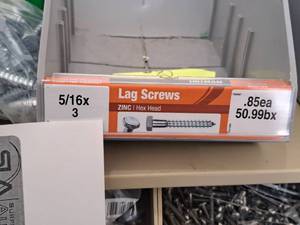 Lag Screws
ZINC / Hex Head
5/16x
3
.85ea
50.99bx